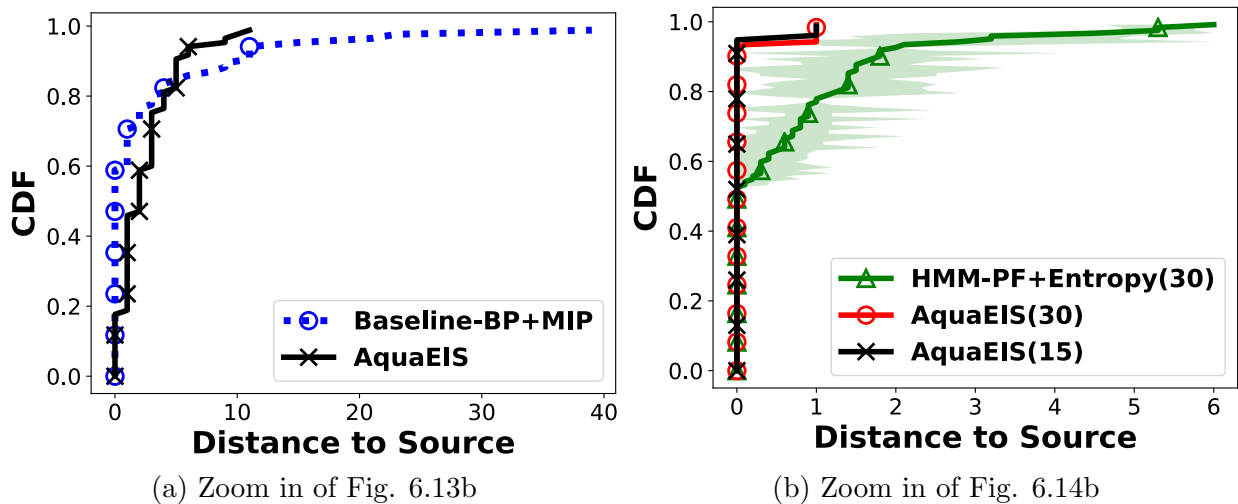 1.0
0.8
0.6
0.4
0.2
0.0
CDF
0
10
20
30
40
Distance to Source
Baseline-BP+MIP
AquaEIS
(a) Zoom in of Fig. 6.13b
1.0
0.8
0.6
0.4
0.2
0.0
CDF
0
1
2
3
4
5
6
Distance to Source
HMM-PF+Entropy(30)
AquaEIS(30)
AquaEIS(15)
(b) Zoom in of Fig. 6.14b